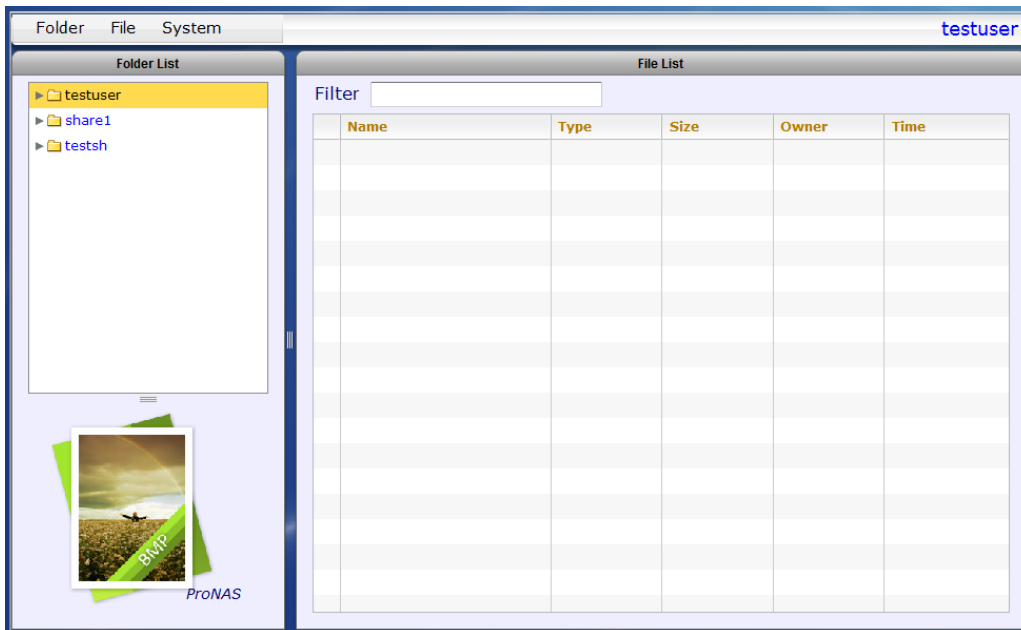 Folder File System testuser
Folder List
testuser
share1
testsh
BMP
ProNAS
File List
Filter
Name Type Size Owner Time